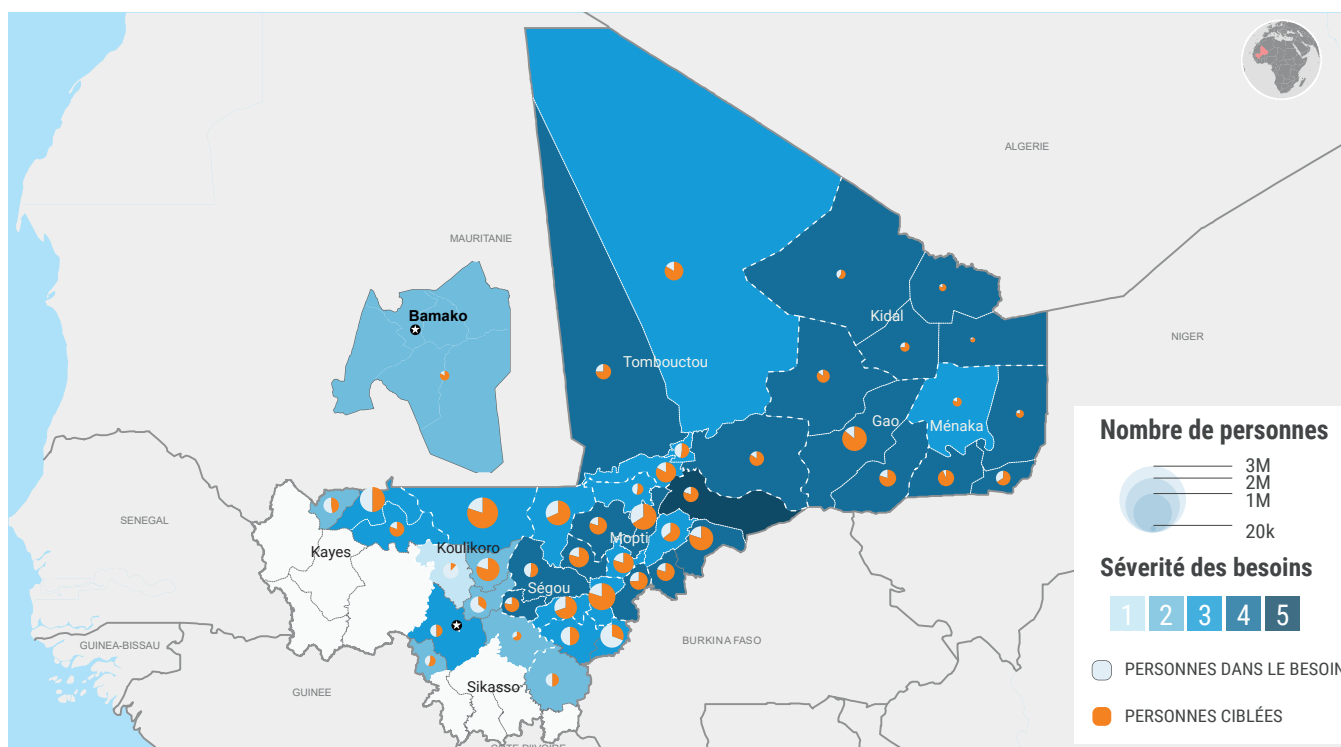 ALGERIE
MAURITANIE
Bamako
Kidal
NIGER
Tombouctou
Gao
Ménaka
SENEGAL
Mopti
Kayes
Koulikoro
Ségou
GUINEA-BISSAU
BURKINA FASO
GUINEE
Sikasso
Nombre de personnes
3M
2M
1M
20k
Séverité des besoins
1 2 3 4 5
PERSONNES DANS LE BESOIN
PERSONNES CIBLÉES